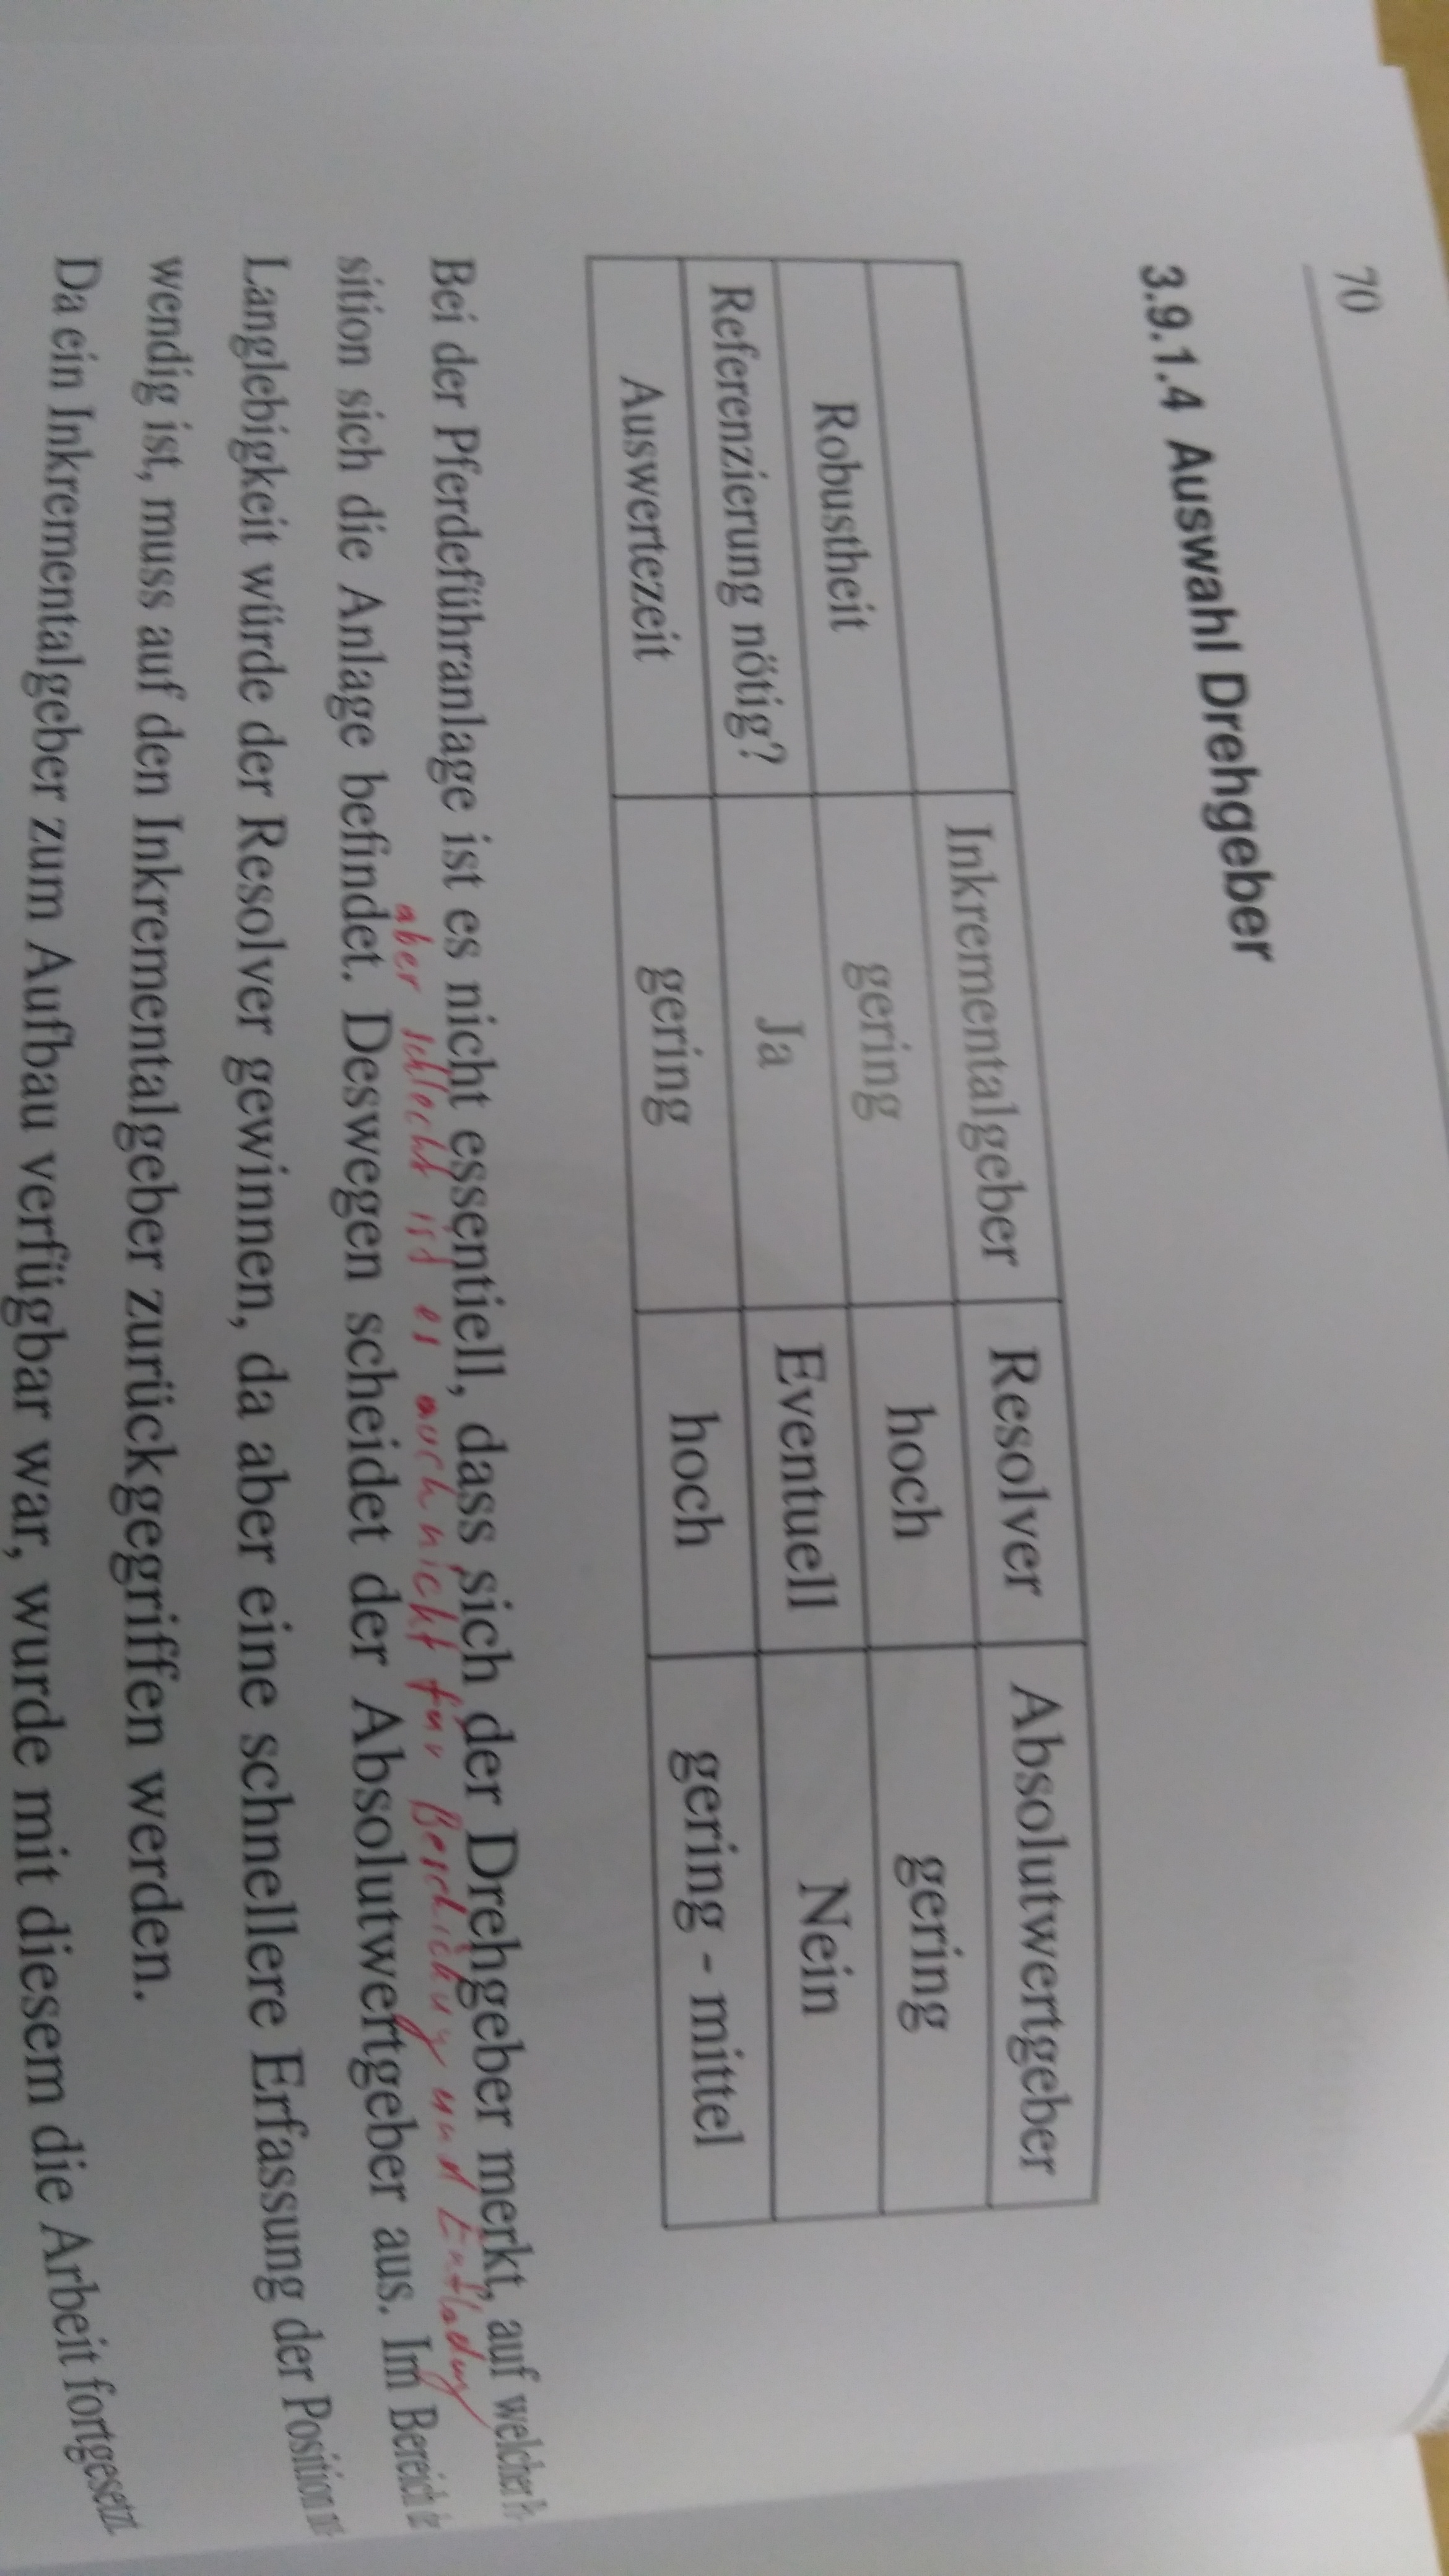 70
3.9.1.4 Auswahl Drehgeber
Inkrementalgeber Resolver Absolutwertgeber
Robustheit gering hoch gering
Referenzierung nötig? Ja Eventuell Nein
Auswertezeit gering hoch gering - mittel
Bei der Pferdeführanlage ist es nicht essentiell, dass sich der Drehgeber merkt, auf welcher
aber schlecht ist es auch nicht für Beschickung und Entladung
sition sich die Anlage befindet. Deswegen scheidet der Absolutwertgeber aus. Im Bereich
Langlebigkeit würde der Resolver gewinnen, da aber eine schnellere Erfassung der Position
wendig ist, muss auf den Inkrementalgeber zurückgegriffen werden.
Da ein Inkrementalgeber zum Aufbau verfügbar war, wurde mit diesem die Arbeit fortgesetzt.